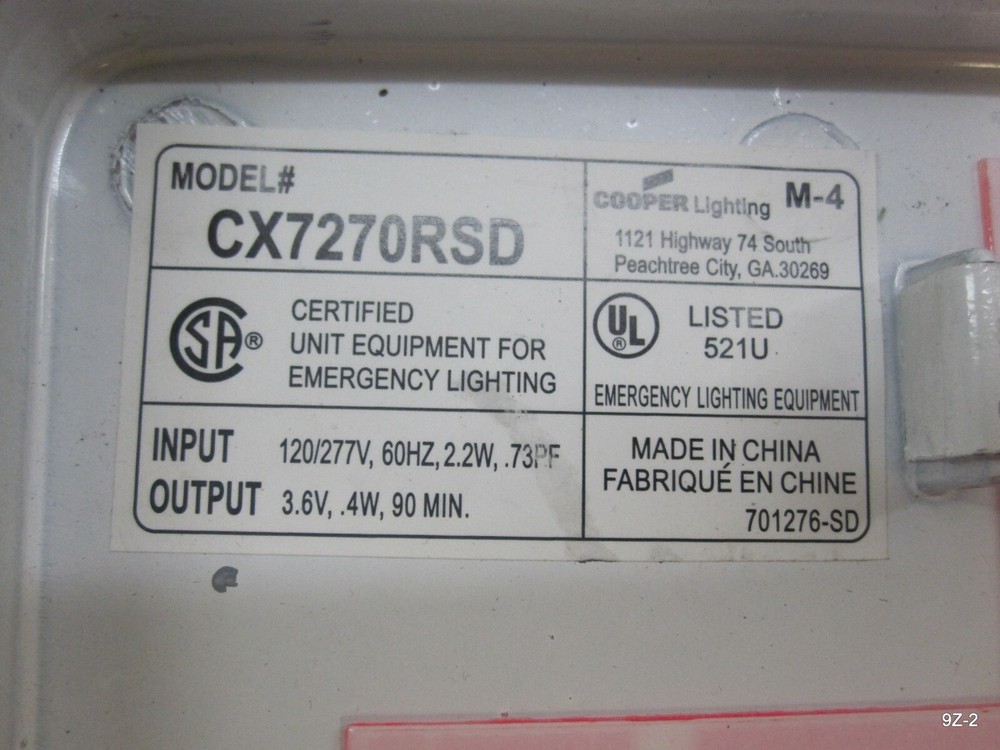 MODEL#
CX7270RSD
COOPER Lighting M-4
1121 Highway 74 South
Peachtree City, GA.30269
SA®
CERTIFIED
UNIT EQUIPMENT FOR
EMERGENCY LIGHTING
UL®
LISTED
521U
EMERGENCY LIGHTING EQUIPMENT
INPUT 120/277V, 60HZ, 2.2W, .73PF
OUTPUT 3.6V, .4W, 90 MIN.
MADE IN CHINA
FABRIQUÉ EN CHINE
701276-SD
9Z-2